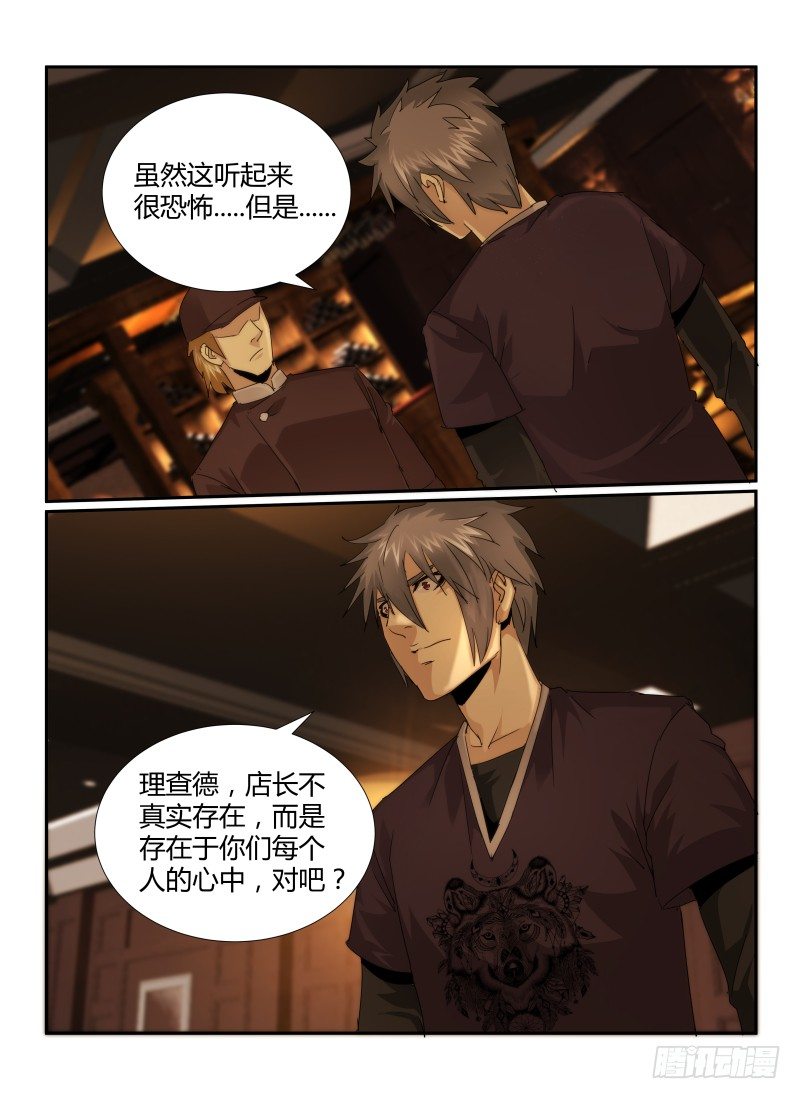 虽然这听起来
很恐怖.....但是......
理查德，店长不
真实存在，而是
存在于你们每个
人的心中，对吧？
腾讯动漫